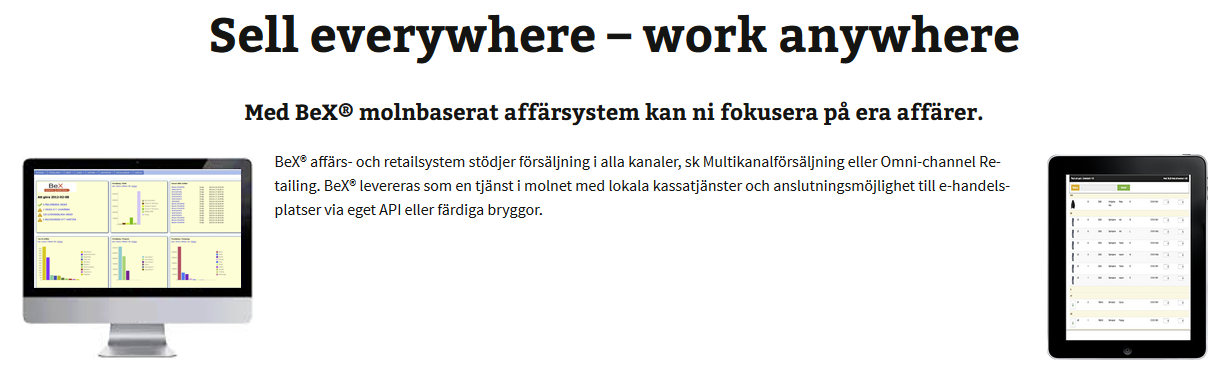 Sell everywhere – work anywhere
Med BeX® molnbaserat affärsystem kan ni fokusera på era affärer.
BeX® affärs- och retailsystem stödjer försäljning i alla kanaler, sk Multikanalförsäljning eller Omni-channel Re-
tailing. BeX® levereras som en tjänst i molnet med lokala kassatjänster och anslutningsmöjlighet till e-handels-
platser via eget API eller färdiga bryggor.
BeX